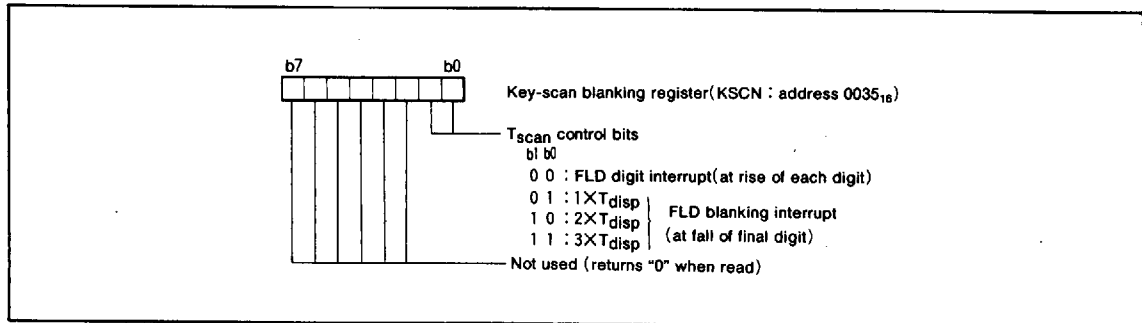 b7 b0
Key-scan blanking register(KSCN : address 0035₁₆)
Tscan control bits
b1 b0
0 0 : FLD digit interrupt(at rise of each digit)
0 1 : 1×Tdisp
1 0 : 2×Tdisp
1 1 : 3×Tdisp
FLD blanking interrupt
(at fall of final digit)
Not used (returns "0" when read)